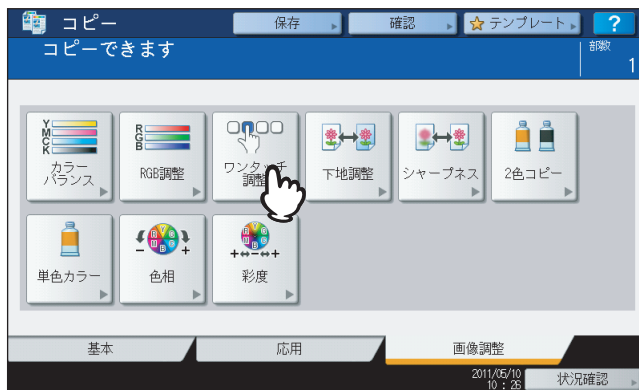 コピー
保存
確認
テンプレート
?
コピーできます
部数
1
Y
M
C
K
カラー
バランス
R
G
B
RGB調整
ワンタッチ
調整
下地調整
シャープネス
2色コピー
単色カラー
色相
彩度
基本
応用
画像調整
2011/05/10
10 : 26
状況確認